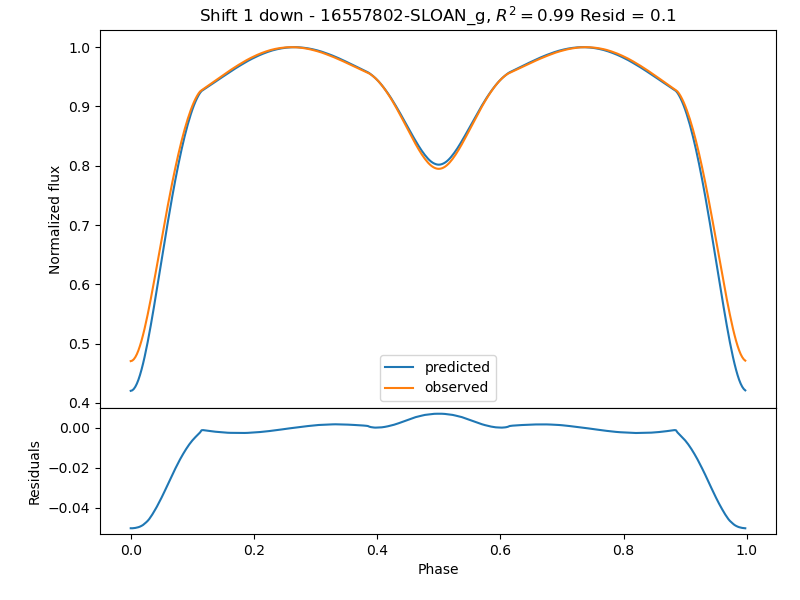 Shift 1 down - 16557802-SLOAN_g, R² = 0.99 Resid = 0.1
Normalized flux
1.0
0.9
0.8
0.7
0.6
0.5
0.4
predicted
observed
Residuals
0.00
−0.02
−0.04
0.0 0.2 0.4 0.6 0.8 1.0
Phase